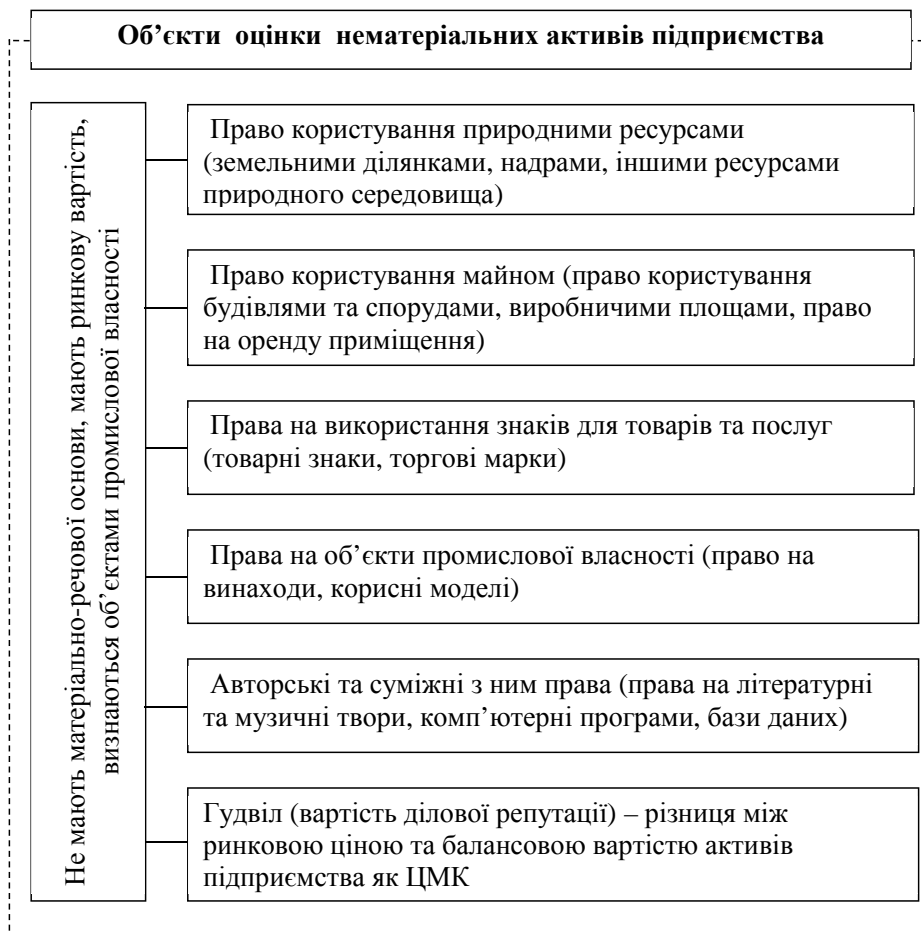 Об’єкти оцінки нематеріальних активів підприємства
Не мають матеріально-речової основи, мають ринкову вартість,
визнаються об’єктами промислової власності
Право користування природними ресурсами
(земельними ділянками, надрами, іншими ресурсами
природного середовища)
Право користування майном (право користування
будівлями та спорудами, виробничими площами, право
на оренду приміщення)
Права на використання знаків для товарів та послуг
(товарні знаки, торгові марки)
Права на об’єкти промислової власності (право на
винаходи, корисні моделі)
Авторські та суміжні з ним права (права на літературні
та музичні твори, комп’ютерні програми, бази даних)
Гудвіл (вартість ділової репутації) – різниця між
ринковою ціною та балансовою вартістю активів
підприємства як ЦМК